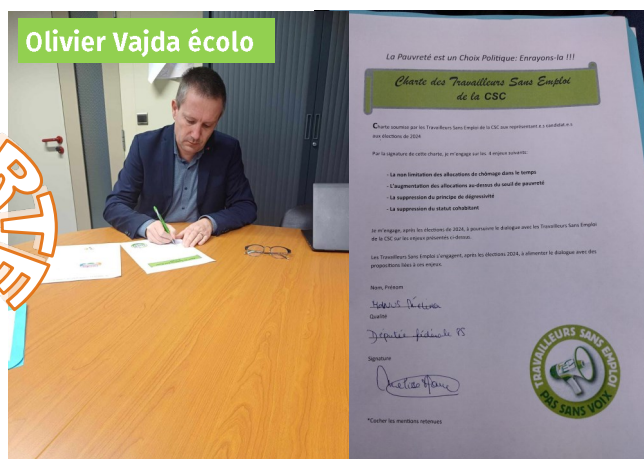 Olivier Vajda écolo
RTE
La Pauvreté est un Choix Politique: Enrayons-la !!!
Charte des Travailleurs Sans Emploi
de la CSC
Charte soumise par les Travailleurs Sans Emploi de la CSC aux représentant.e.s candidat.e.s
aux élections de 2024
Par la signature de cette charte, je m'engage sur les 4 enjeux suivants:
- La non limitation des allocations de chômage dans le temps
- L'augmentation des allocations au-dessus du seuil de pauvreté
- La suppression du principe de dégressivité
- La suppression du statut cohabitant
Je m'engage, après les élections de 2024, à poursuivre le dialogue avec les Travailleurs Sans Emploi
de la CSC sur les enjeux présentés ci-dessus.
Les Travailleurs Sans Emploi s'engagent, après les élections 2024, à alimenter le dialogue avec des
propositions liées à ses enjeux.
Nom, Prénom
Qualité
Députée fédérale PS
Signature
TRAVAILLEURS SANS EMPLOI
PAS SANS VOIX
*Cocher les mentions retenues